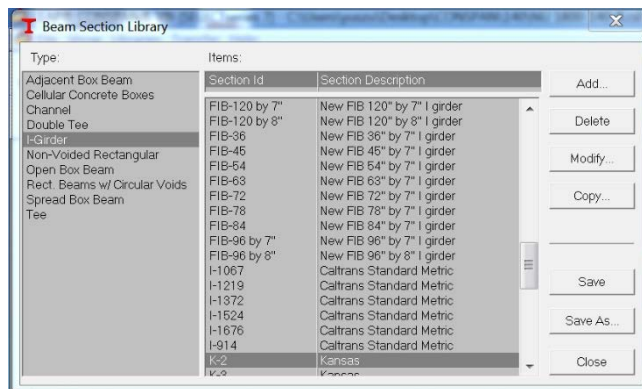 Beam Section Library
Type:
Items:
Adjacent Box Beam
Cellular Concrete Boxes
Channel
Double Tee
I-Girder
Non-Voided Rectangular
Open Box Beam
Rect. Beams w/ Circular Voids
Spread Box Beam
Tee
Section Id Section Description
FIB-120 by 7" New FIB 120" by 7" I girder
FIB-120 by 8" New FIB 120" by 8" I girder
FIB-36 New FIB 36" by 7" I girder
FIB-45 New FIB 45" by 7" I girder
FIB-54 New FIB 54" by 7" I girder
FIB-63 New FIB 63" by 7" I girder
FIB-72 New FIB 72" by 7" I girder
FIB-78 New FIB 78" by 7" I girder
FIB-84 New FIB 84" by 7" I girder
FIB-96 by 7" New FIB 96" by 7" I girder
FIB-96 by 8" New FIB 96" by 8" I girder
I-1067 Caltrans Standard Metric
I-1219 Caltrans Standard Metric
I-1372 Caltrans Standard Metric
I-1524 Caltrans Standard Metric
I-1676 Caltrans Standard Metric
I-914 Caltrans Standard Metric
K-2 Kansas
K-3 Kansas
Add...
Delete
Modify...
Copy...
Save
Save As...
Close